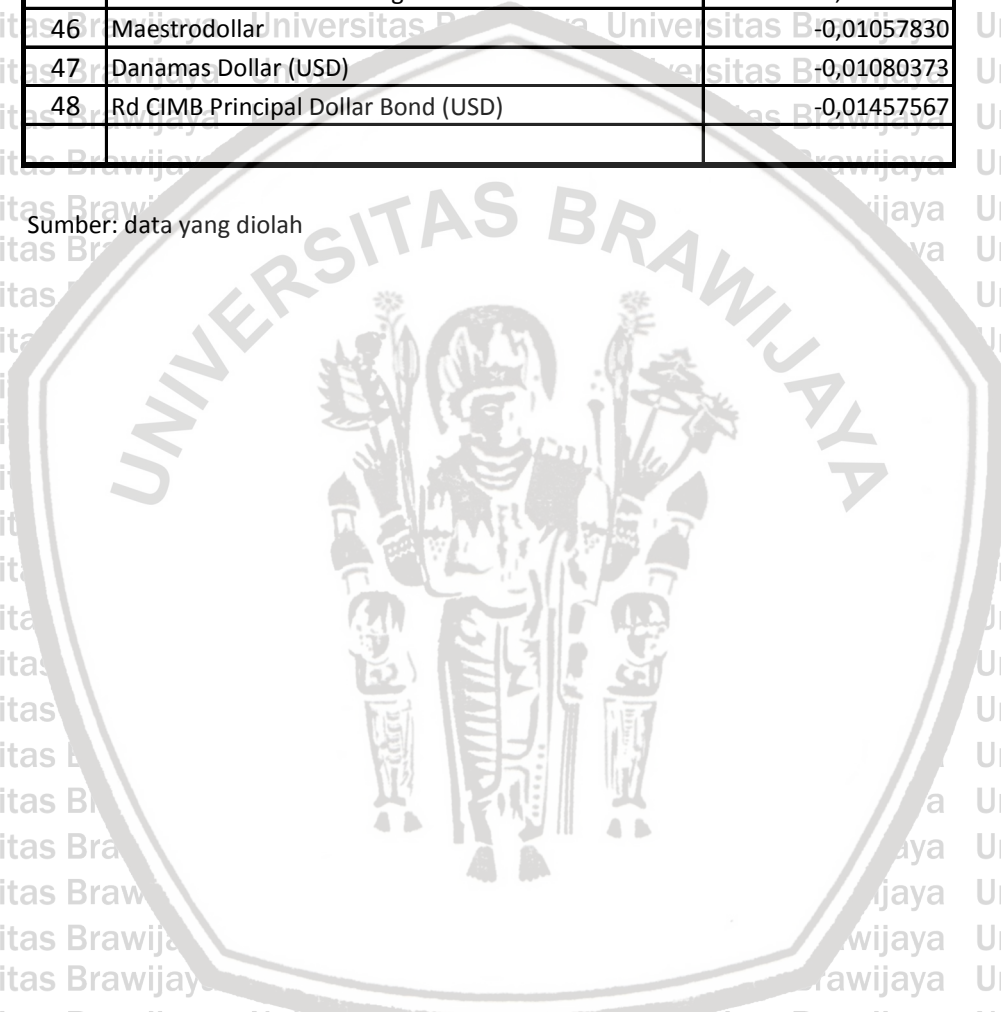 46 Maestrodollar -0,01057830
47 Danamas Dollar (USD) -0,01080373
48 Rd CIMB Principal Dollar Bond (USD) -0,01457567
Sumber: data yang diolah
UNIVERSITAS BRAWIJAYA